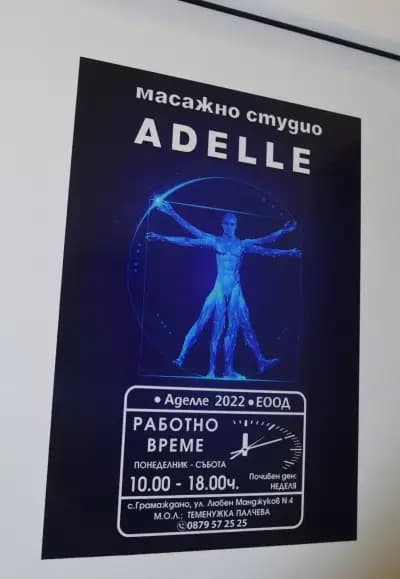 масажно студио
ADELLE
• Аделле 2022 • ЕООД
РАБОТНО
ВРЕМЕ
ПОНЕДЕЛНИК - СЪБОТА
10.00 - 18.00ч.
Почивен ден:
НЕДЕЛЯ
с.Грамаждано, ул. Любен Манджуков N 4
М.О.Л.: ТЕМЕНУЖКА ПАЛЧЕВА
0879 57 25 25